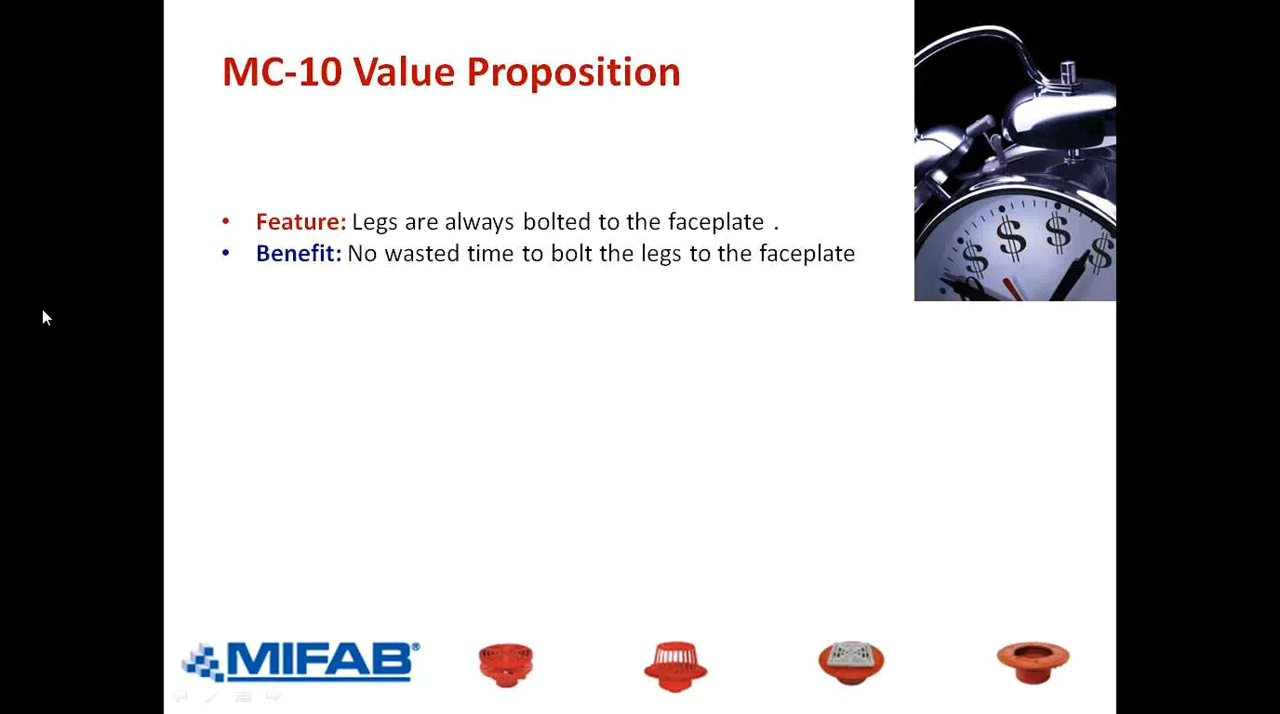 MC-10 Value Proposition
• Feature: Legs are always bolted to the faceplate .
• Benefit: No wasted time to bolt the legs to the faceplate
$ $ $ $
MIFAB®